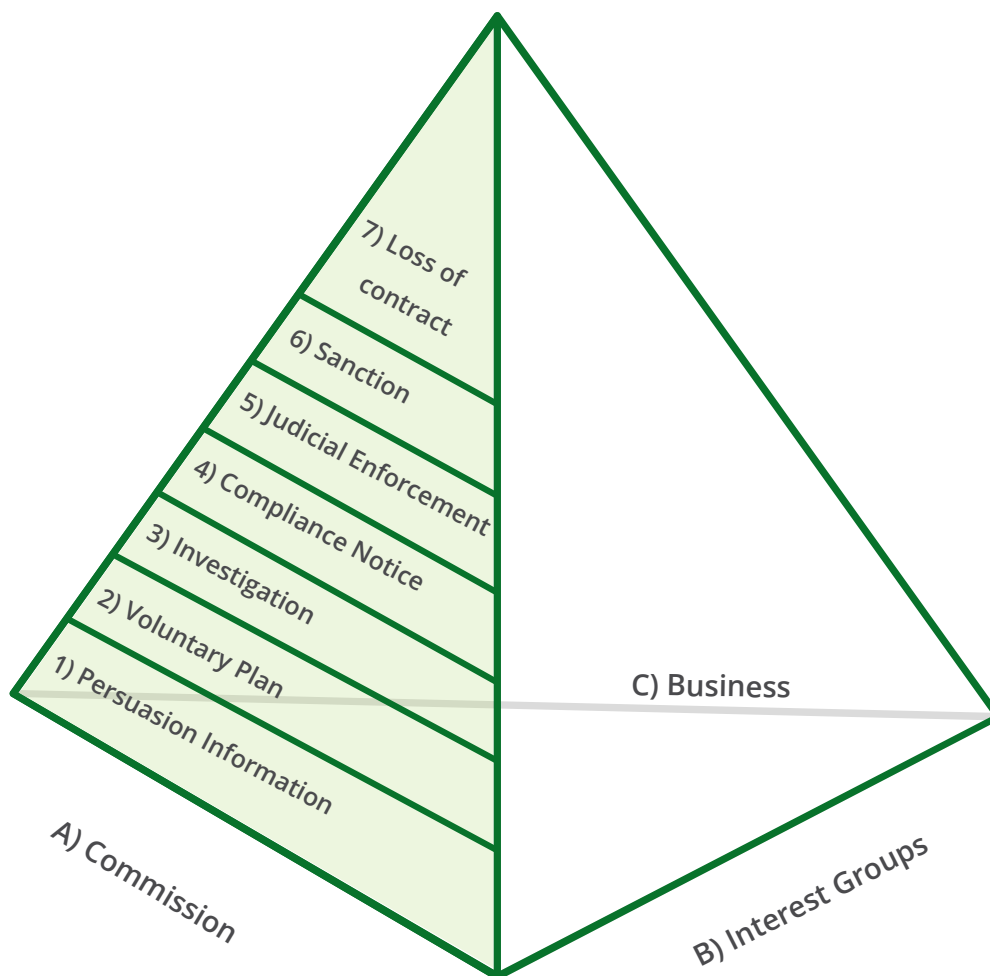 7) Loss of
contract
6) Sanction
5)Judicial Enforcement
4) Compliance Notice
3) Investigation
2) Voluntary Plan
1) Persuasion Information
C) Business
A) Commission
B) Interest Groups